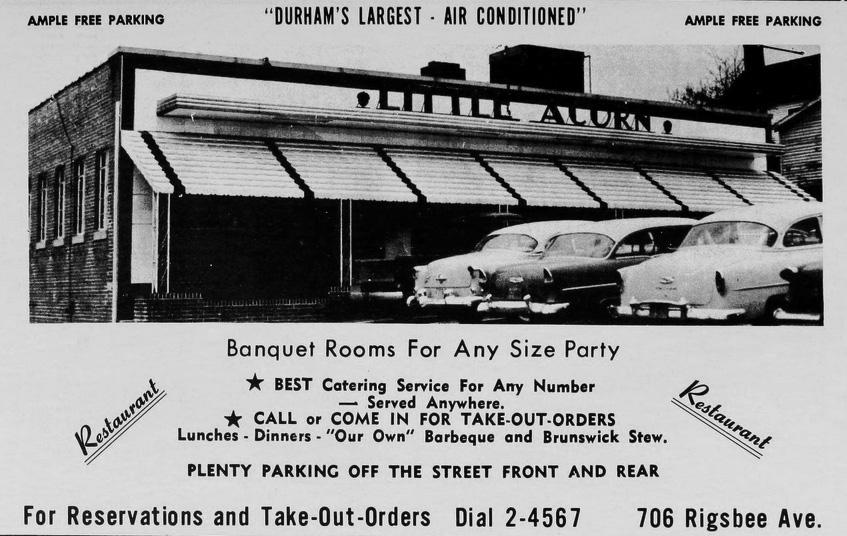 AMPLE FREE PARKING "DURHAM'S LARGEST - AIR CONDITIONED" AMPLE FREE PARKING
LITTLE ACORN
Banquet Rooms For Any Size Party
★ BEST Catering Service For Any Number
— Served Anywhere.
★ CALL or COME IN FOR TAKE-OUT-ORDERS
Restaurant
Restaurant
Lunches - Dinners - "Our Own" Barbeque and Brunswick Stew.
PLENTY PARKING OFF THE STREET FRONT AND REAR
For Reservations and Take-Out-Orders Dial 2-4567 706 Rigsbee Ave.